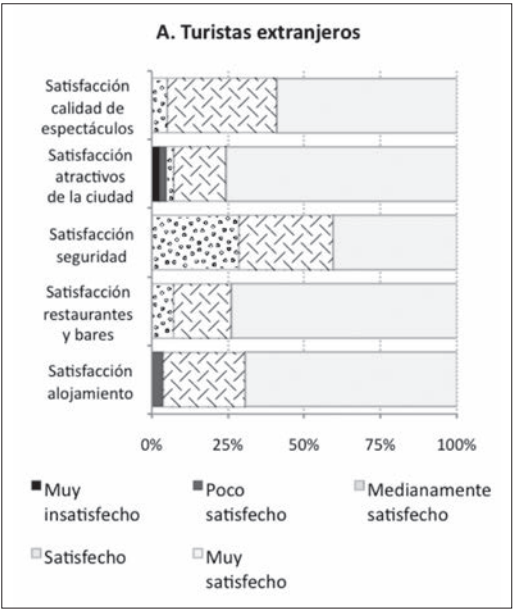 A. Turistas extranjeros
Satisfacción
calidad de
espectáculos
Satisfacción
atractivos
de la ciudad
Satisfacción
seguridad
Satisfacción
restaurantes
y bares
Satisfacción
alojamiento
0% 25% 50% 75% 100%
Muy
insatisfecho
Poco
satisfecho
Medianamente
satisfecho
Satisfecho
Muy
satisfecho